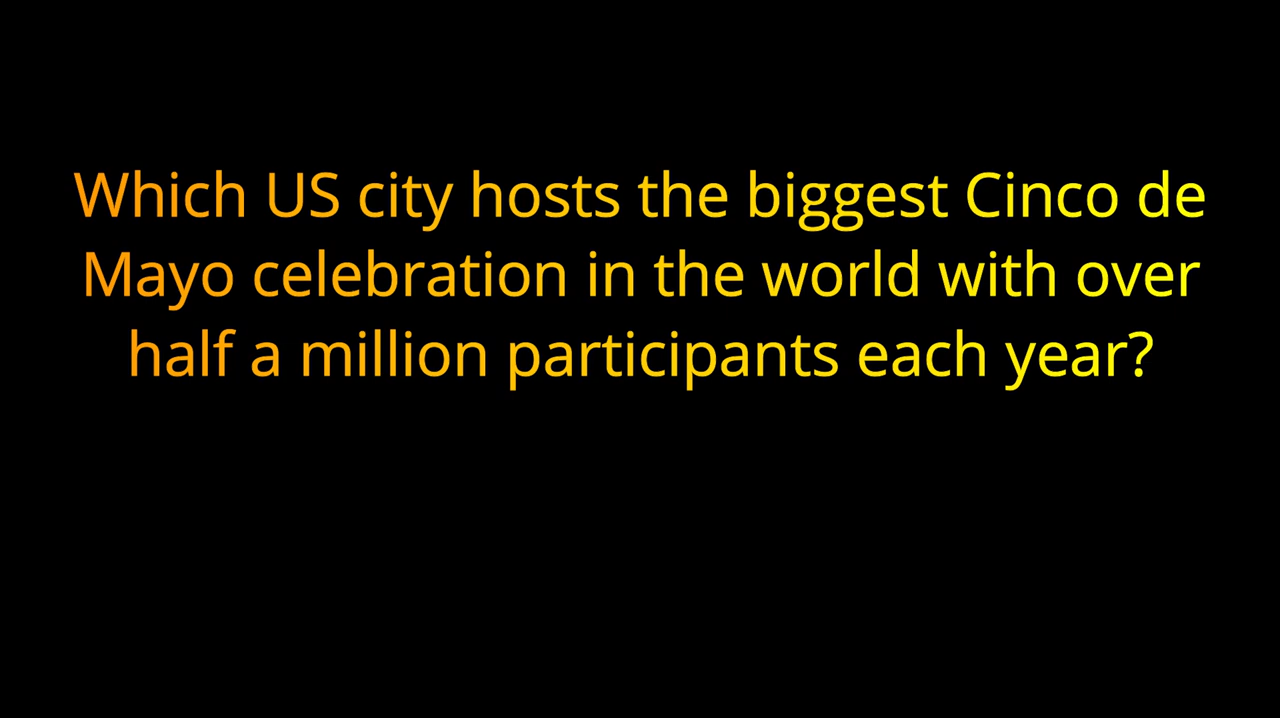 Which US city hosts the biggest Cinco de
Mayo celebration in the world with over
half a million participants each year?